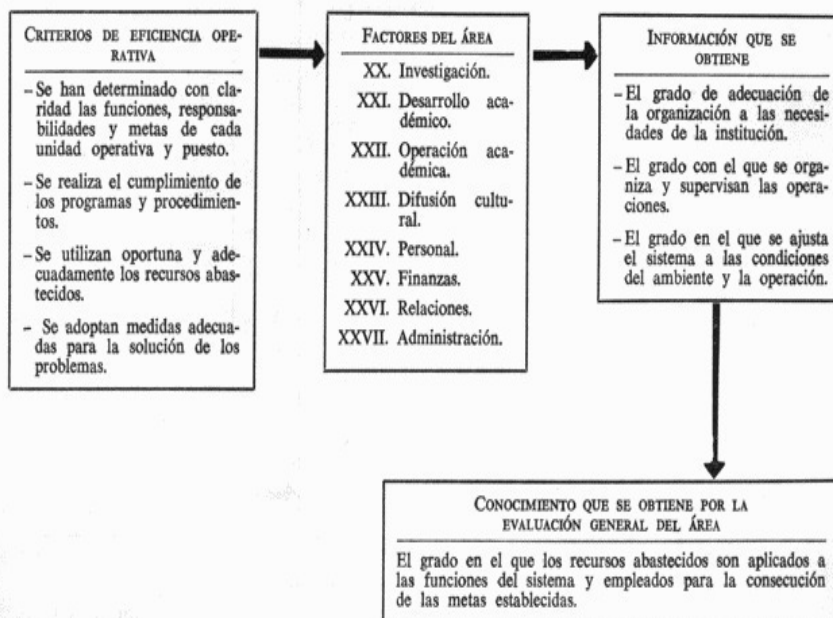 CRITERIOS DE EFICIENCIA OPE-
RATIVA
– Se han determinado con cla-
ridad las funciones, responsa-
bilidades y metas de cada
unidad operativa y puesto.
– Se realiza el cumplimiento de
los programas y procedimien-
tos.
– Se utilizan oportuna y ade-
cuadamente los recursos abas-
tecidos.
– Se adoptan medidas adecua-
das para la solución de los
problemas.
FACTORES DEL ÁREA
XX. Investigación.
XXI. Desarrollo aca-
démico.
XXII. Operación aca-
démica.
XXIII. Difusión cultu-
ral.
XXIV. Personal.
XXV. Finanzas.
XXVI. Relaciones.
XXVII. Administración.
INFORMACIÓN QUE SE
OBTIENE
– El grado de adecuación de
la organización a las necesi-
dades de la institución.
– El grado con el que se orga-
niza y supervisan las opera-
ciones.
– El grado en el que se ajusta
el sistema a las condiciones
del ambiente y la operación.
CONOCIMIENTO QUE SE OBTIENE POR LA
EVALUACIÓN GENERAL DEL ÁREA
El grado en el que los recursos abastecidos son aplicados a
las funciones del sistema y empleados para la consecución
de las metas establecidas.